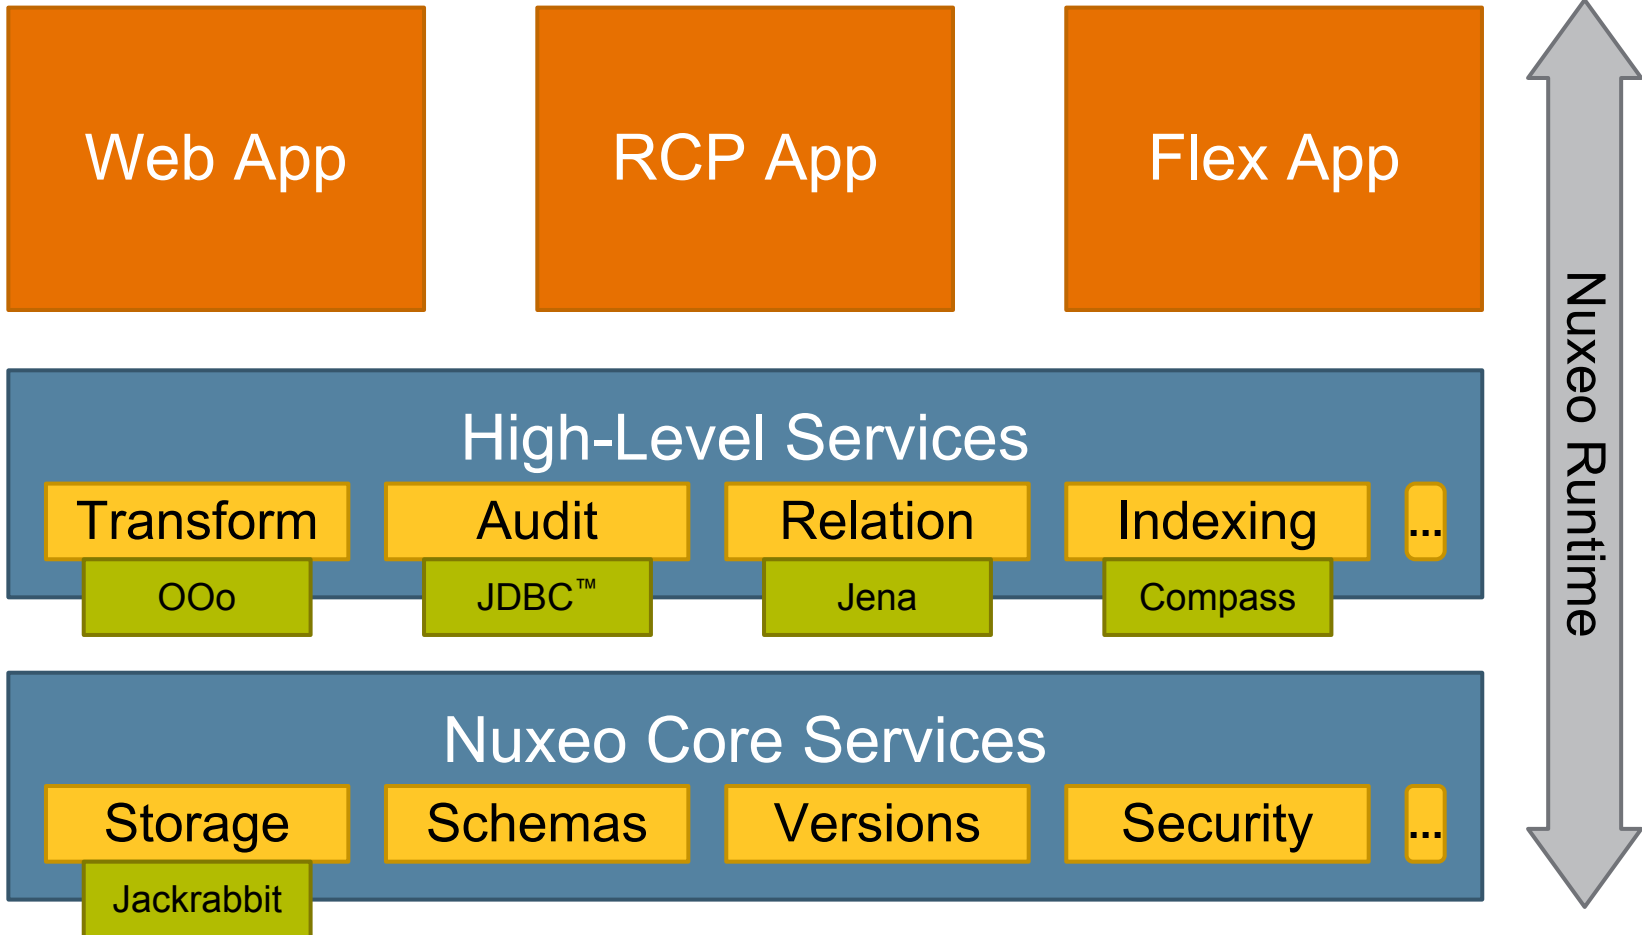 Web App
RCP App
Flex App
High-Level Services
Transform
Audit
Relation
Indexing
...
OOo
JDBC™
Jena
Compass
Nuxeo Core Services
Storage
Schemas
Versions
Security
...
Jackrabbit
Nuxeo Runtime